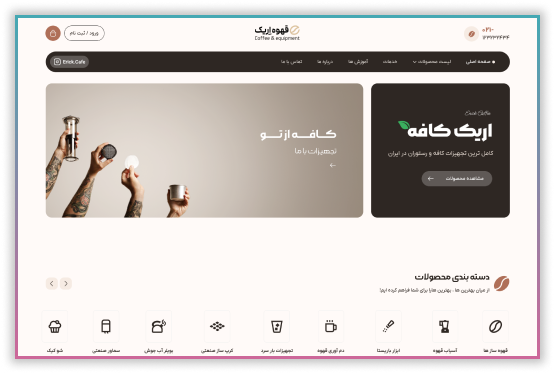 ۰۲۱-
۱۲۳۱۲۳۴۳۴
قهوه اریک
Coffee & equipment
ورود / ثبت نام
صفحه اصلی
لیست محصولات
خدمات
آموزش ها
درباره ما
تماس با ما
Erick.Cafe
Erick Coffee
اریک کافه
کامل ترین تجهیزات کافه و رستوران در ایران
مشاهده محصولات
کافه از تو
تجهیزات با ما
دسته بندی محصولات
از میان بهترین ها ، بهترین هارا برای شما فراهم کرده ایم!
قهوه ساز ها
آسیاب قهوه
ابزار باریستا
دم آوری قهوه
تجهیزات بار سرد
کرپ ساز صنعتی
بویلر آب جوش
سماور صنعتی
شو کیک